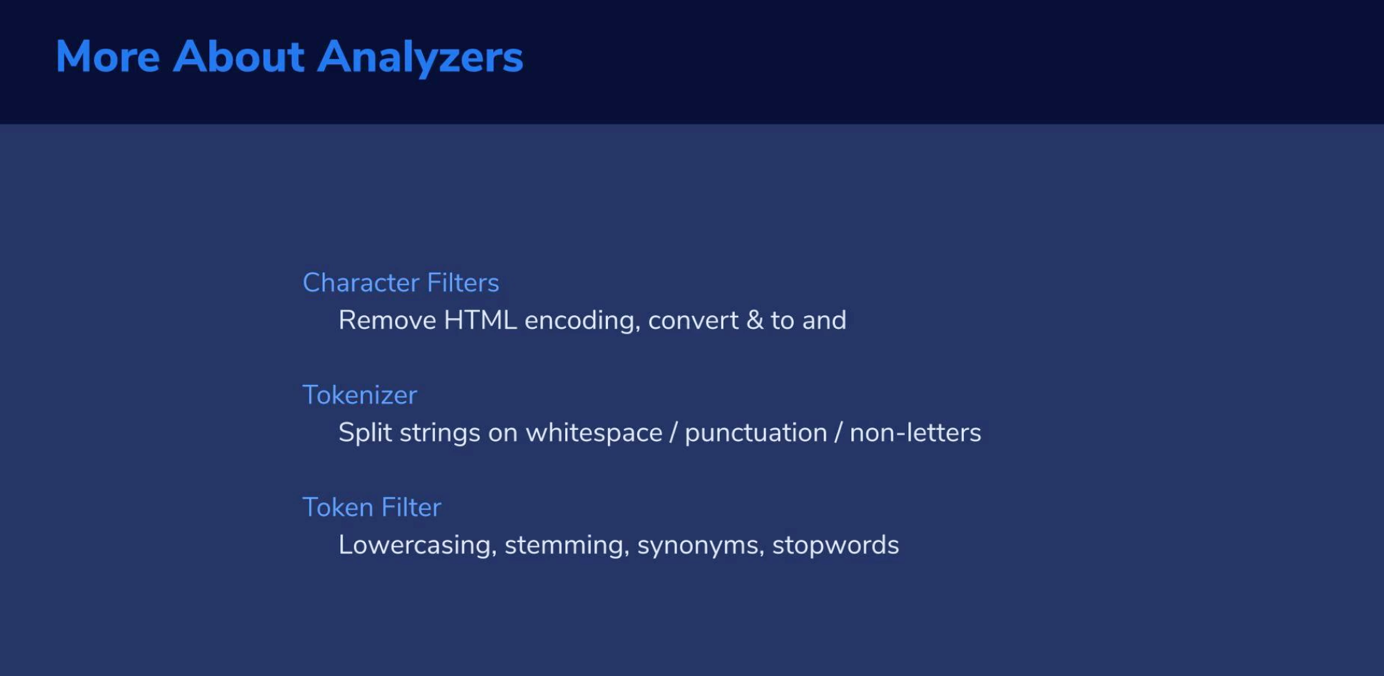 More About Analyzers
Character Filters
Remove HTML encoding, convert & to and
Tokenizer
Split strings on whitespace / punctuation / non-letters
Token Filter
Lowercasing, stemming, synonyms, stopwords